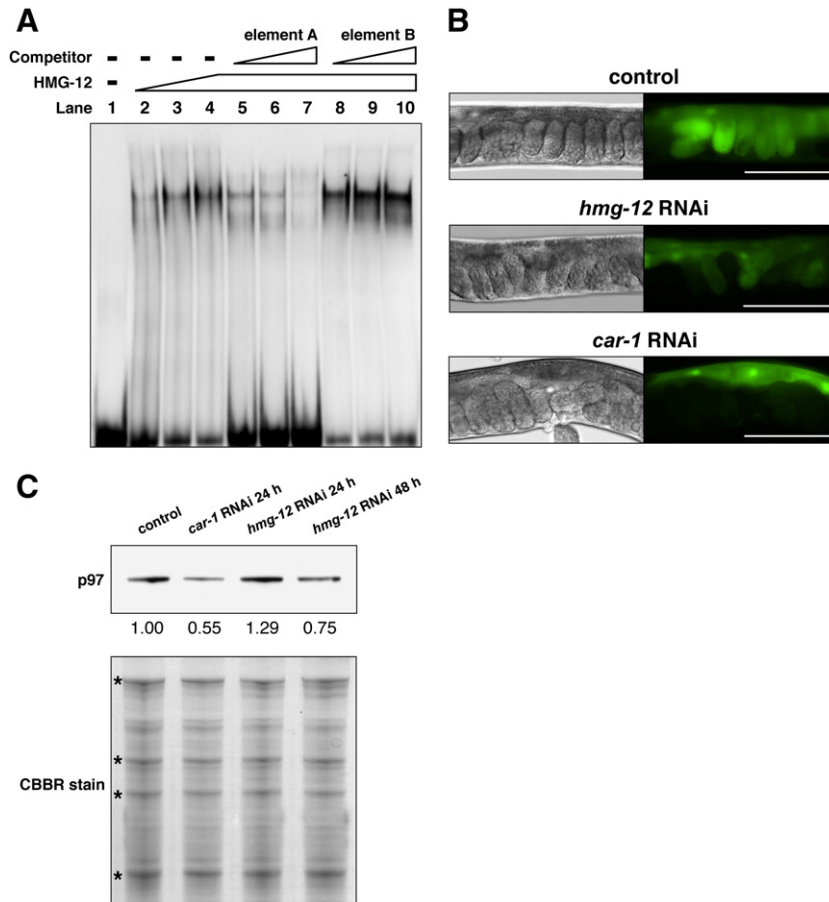 A
element A element B
Competitor - - - -
HMG-12 -
Lane 1 2 3 4 5 6 7 8 9 10
B
control
hmg-12 RNAi
car-1 RNAi
C
control car-1 RNAi 24 h hmg-12 RNAi 24 h hmg-12 RNAi 48 h
p97
1.00 0.55 1.29 0.75
*
*
CBBR stain
*
*